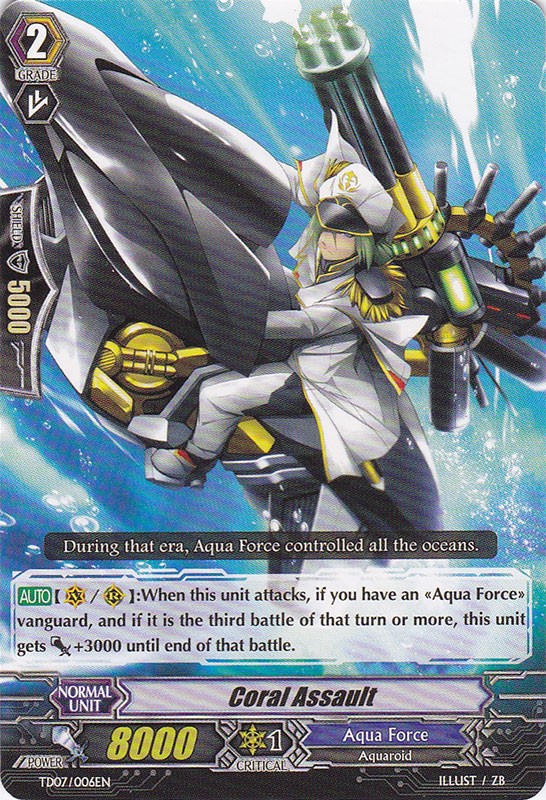 2
GRADE
SHIELD
5000
During that era, Aqua Force controlled all the oceans.
AUTO [ V / R ]:When this unit attacks, if you have an «Aqua Force»
vanguard, and if it is the third battle of that turn or more, this unit
gets +3000 until end of that battle.
NORMAL
UNIT
Coral Assault
POWER
8000
1
CRITICAL
Aqua Force
Aquaroid
TD07/006EN
ILLUST / ZB